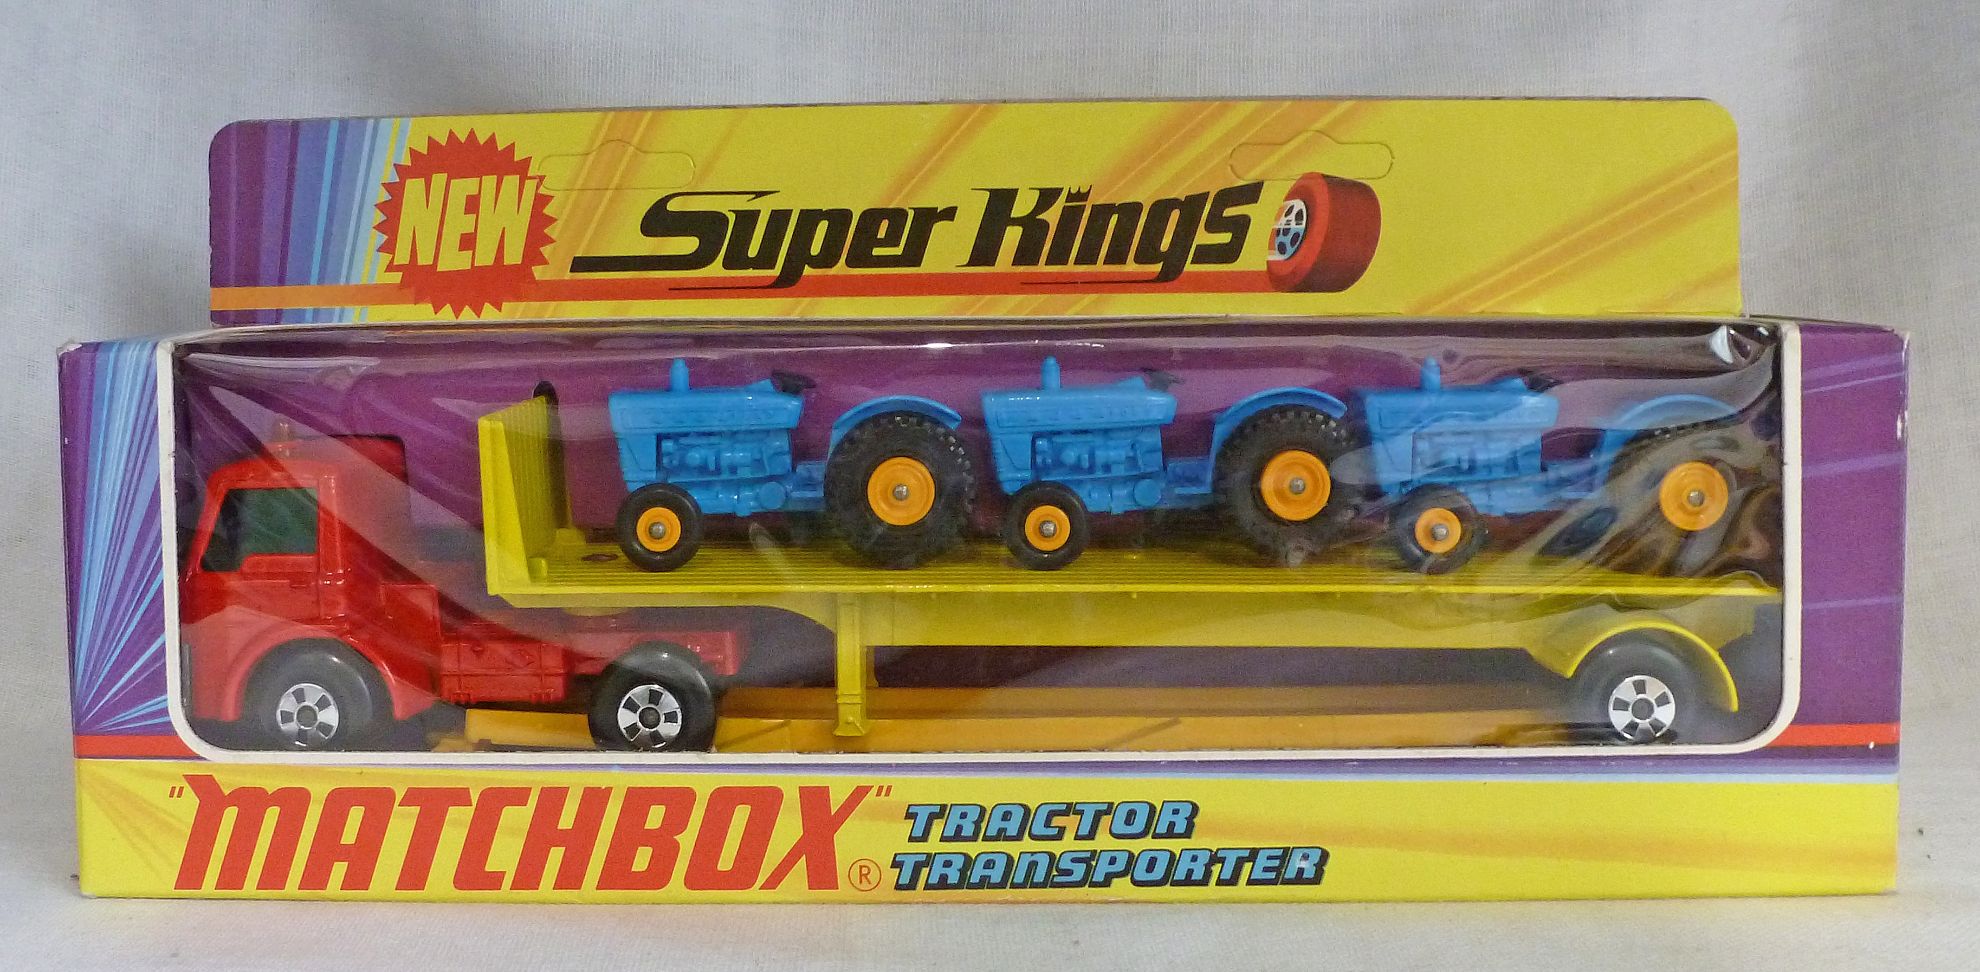 NEW
Super Kings
"MATCHBOX"® TRACTOR
TRANSPORTER